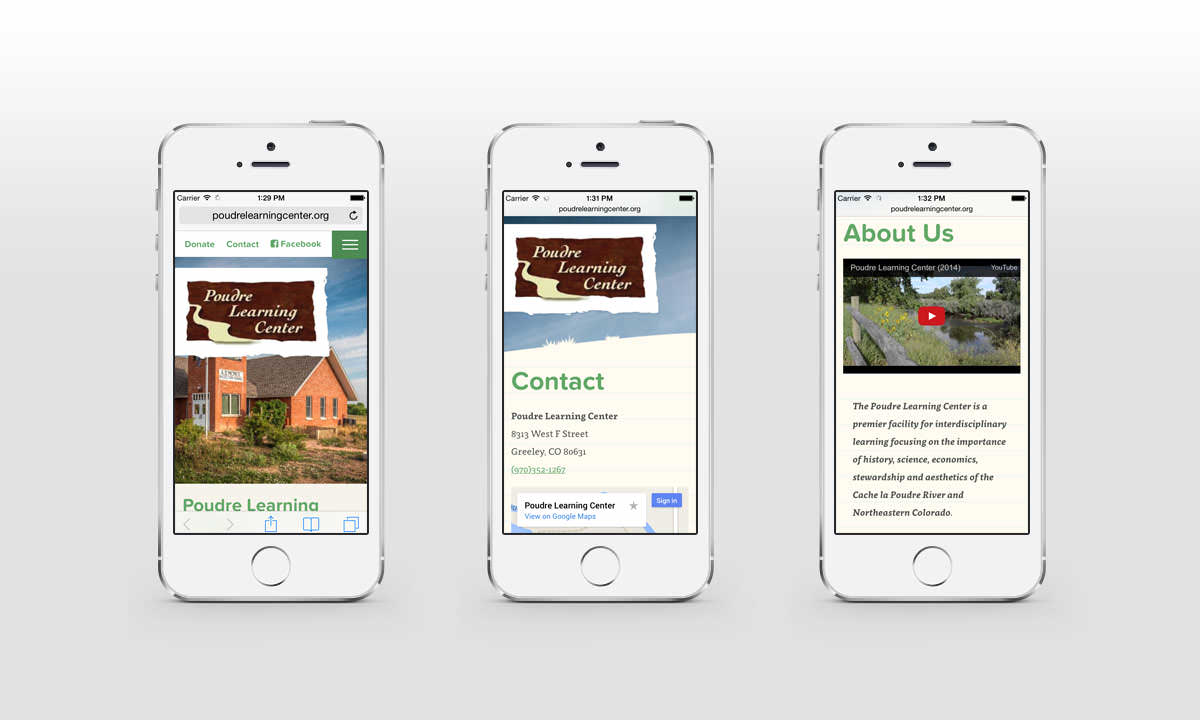 Carrier 1:29 PM
poudrelearningcenter.org
Donate Contact Facebook
Poudre
Learning
Center
Poudre Learning
Carrier 1:31 PM
poudrelearningcenter.org
Poudre
Learning
Center
Contact
Poudre Learning Center
8313 West F Street
Greeley, CO 80631
(970)352-1267
Poudre Learning Center
View on Google Maps
Sign in
Carrier 1:32 PM
poudrelearningcenter.org
About Us
Poudre Learning Center (2014) YouTube
The Poudre Learning Center is a
premier facility for interdisciplinary
learning focusing on the importance
of history, science, economics,
stewardship and aesthetics of the
Cache la Poudre River and
Northeastern Colorado.